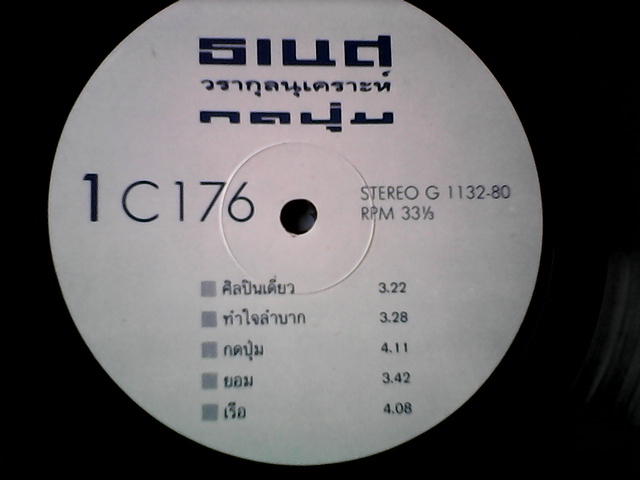 ธเนศ
วรากุลนุเคราะห์
กดปุ่ม
1 C 176
STEREO G 1132-80
RPM 33⅓
ศิลปินเดี่ยว 3.22
ทำใจลำบาก 3.28
กดปุ่ม 4.11
ยอม 3.42
เรือ 4.08